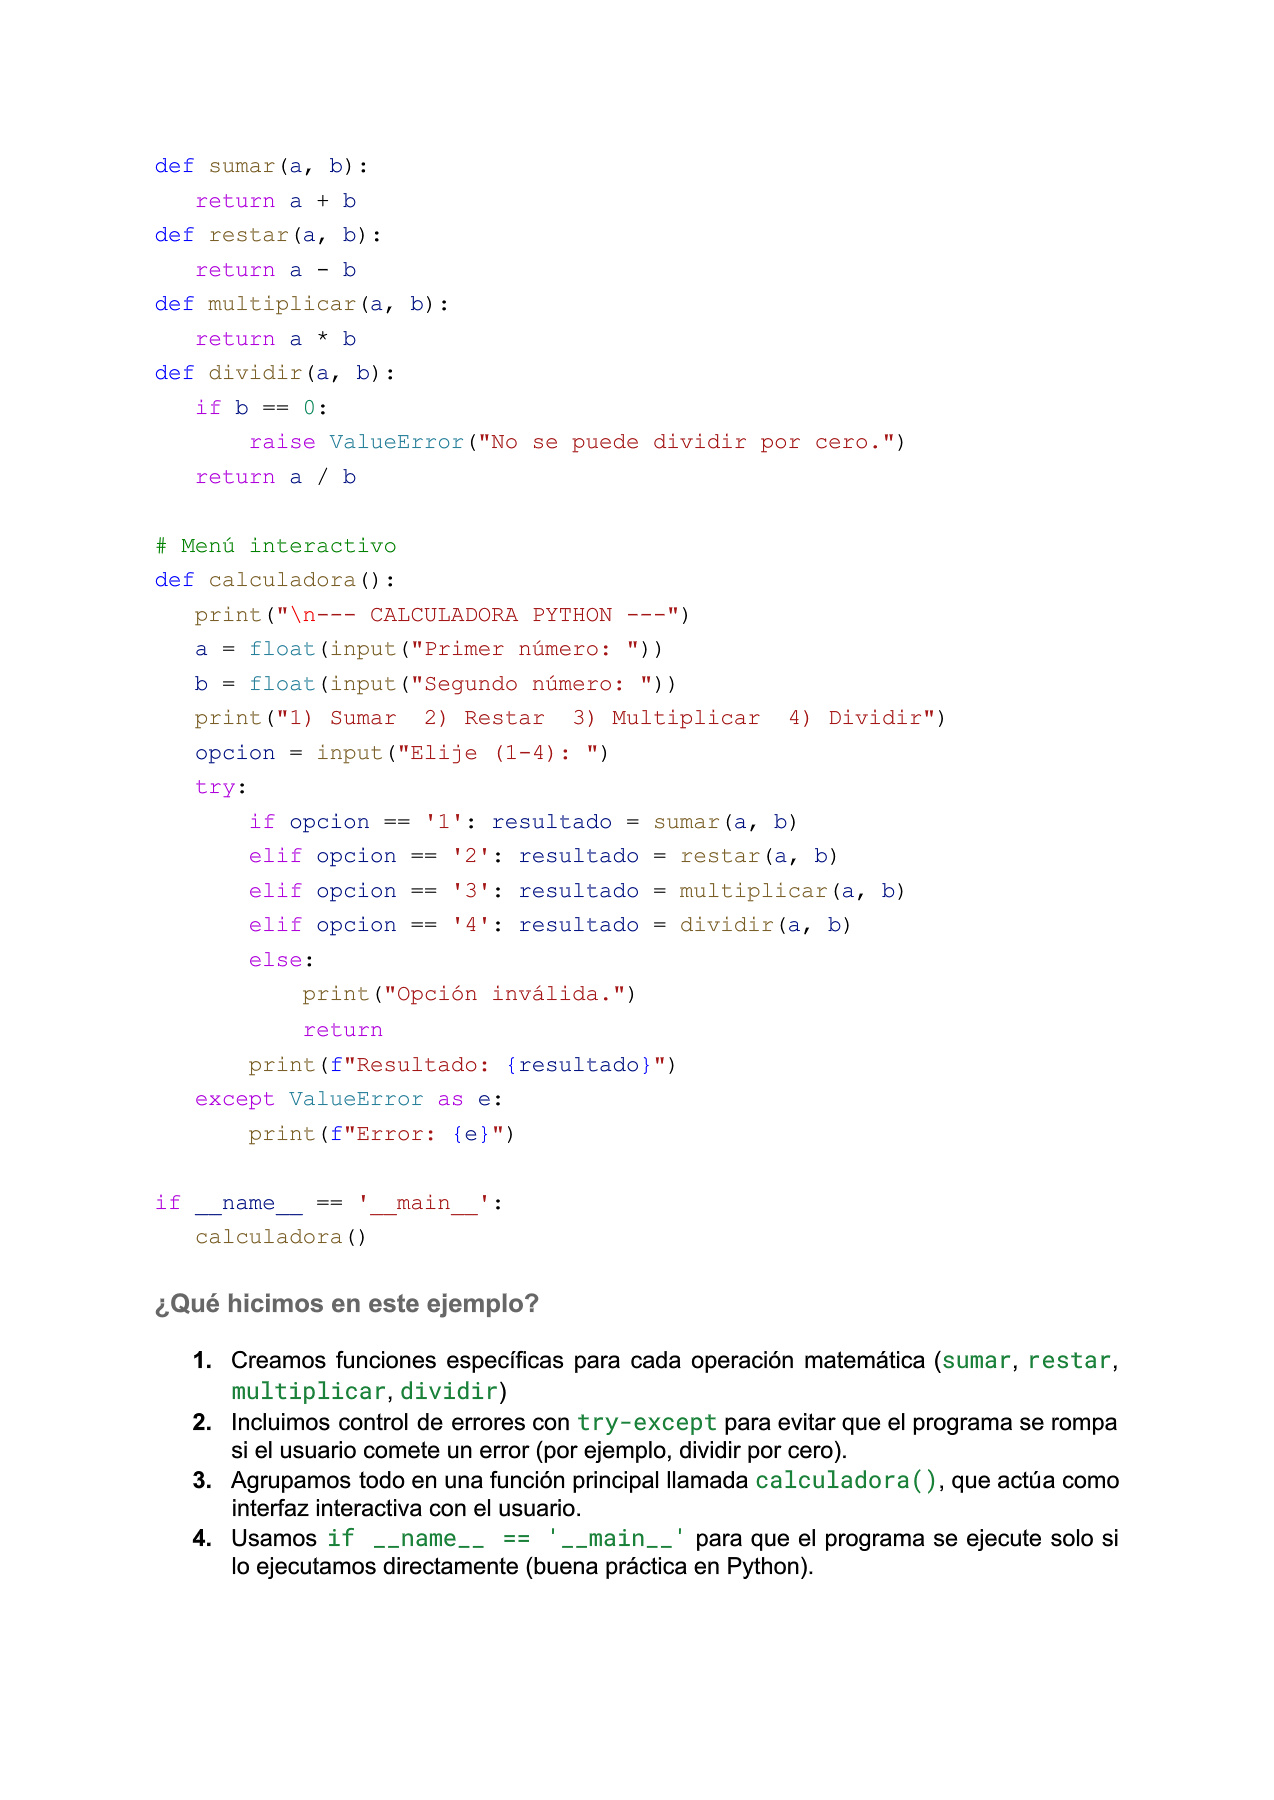 def sumar(a, b):
   return a + b
def restar(a, b):
   return a - b
def multiplicar(a, b):
   return a * b
def dividir(a, b):
   if b == 0:
       raise ValueError("No se puede dividir por cero.")
   return a / b

# Menú interactivo
def calculadora():
   print("\n--- CALCULADORA PYTHON ---")
   a = float(input("Primer número: "))
   b = float(input("Segundo número: "))
   print("1) Sumar  2) Restar  3) Multiplicar  4) Dividir")
   opcion = input("Elije (1-4): ")
   try:
       if opcion == '1': resultado = sumar(a, b)
       elif opcion == '2': resultado = restar(a, b)
       elif opcion == '3': resultado = multiplicar(a, b)
       elif opcion == '4': resultado = dividir(a, b)
       else:
           print("Opción inválida.")
           return
       print(f"Resultado: {resultado}")
   except ValueError as e:
       print(f"Error: {e}")

if __name__ == '__main__':
   calculadora()

¿Qué hicimos en este ejemplo?
1. Creamos funciones específicas para cada operación matemática (sumar, restar,
multiplicar, dividir)
2. Incluimos control de errores con try-except para evitar que el programa se rompa
si el usuario comete un error (por ejemplo, dividir por cero).
3. Agrupamos todo en una función principal llamada calculadora(), que actúa como
interfaz interactiva con el usuario.
4. Usamos if __name__ == '__main__' para que el programa se ejecute solo si
lo ejecutamos directamente (buena práctica en Python).